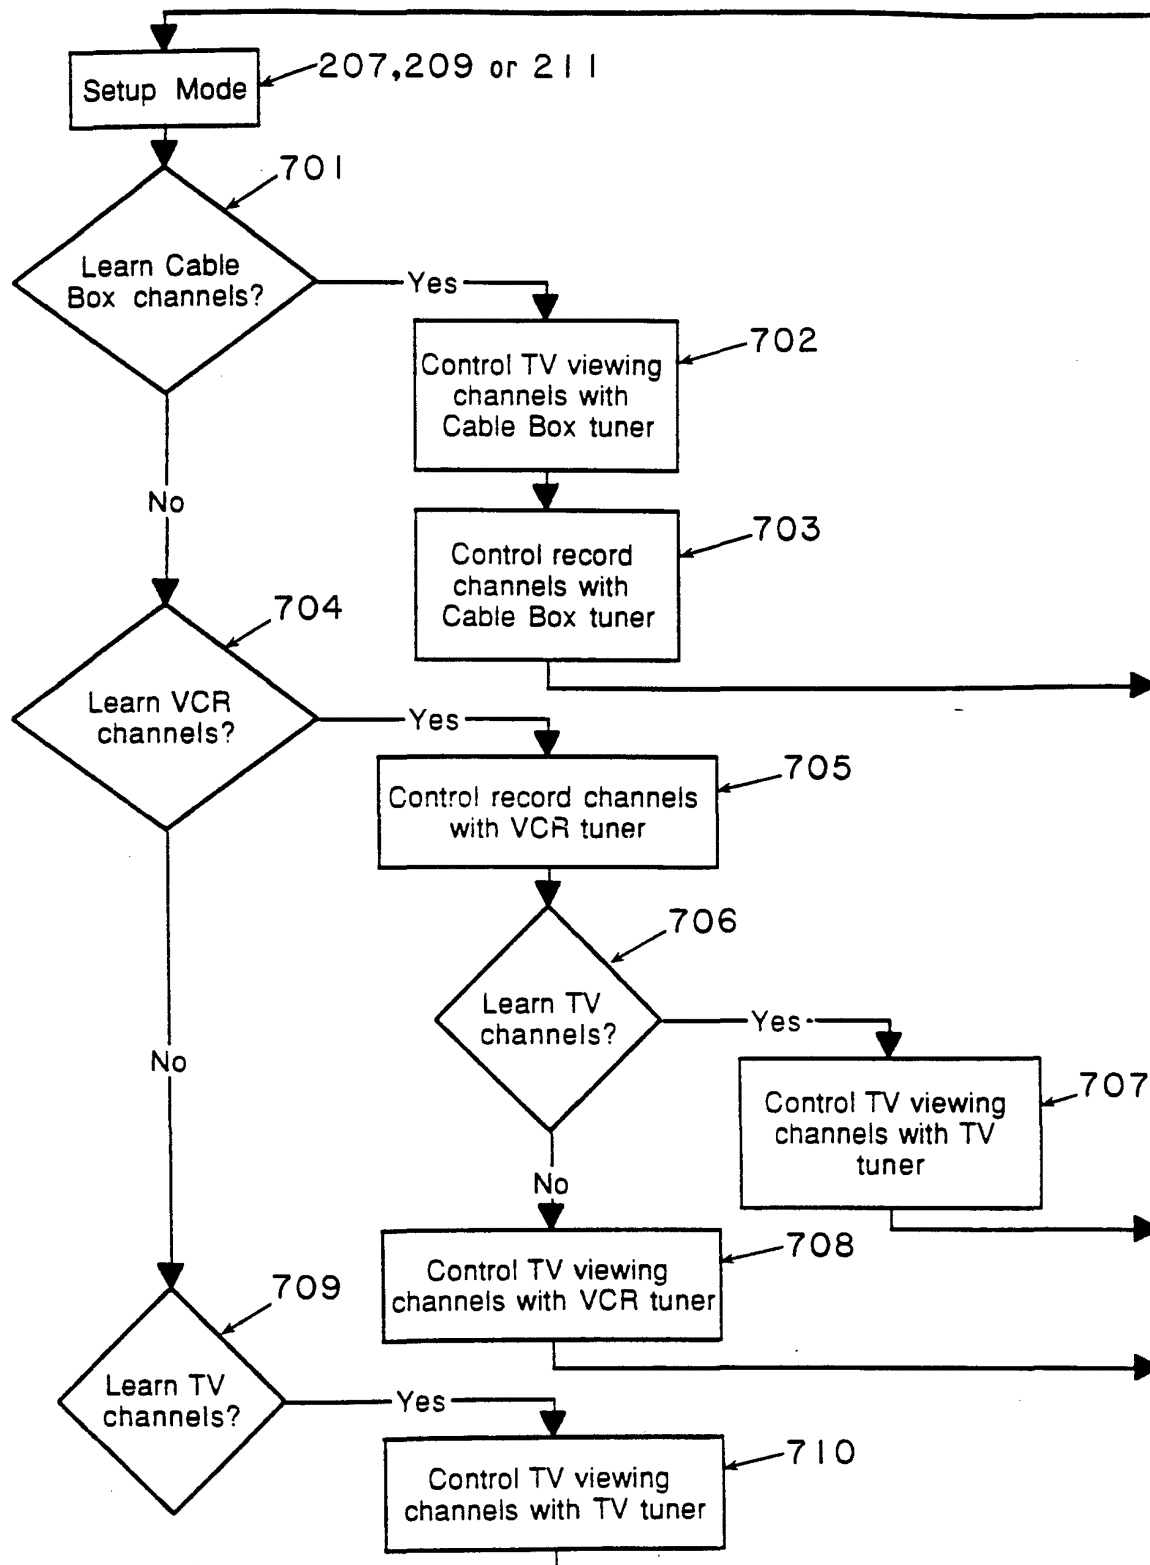 Setup Mode
207,209 or 211
701
Learn Cable
Box channels?
Yes
702
Control TV viewing
channels with
Cable Box tuner
No
703
Control record
channels with
Cable Box tuner
704
Learn VCR
channels?
Yes
705
Control record channels
with VCR tuner
706
Learn TV
channels?
Yes
707
Control TV viewing
channels with TV
tuner
No
No
708
Control TV viewing
channels with VCR tuner
709
Learn TV
channels?
Yes
710
Control TV viewing
channels with TV tuner